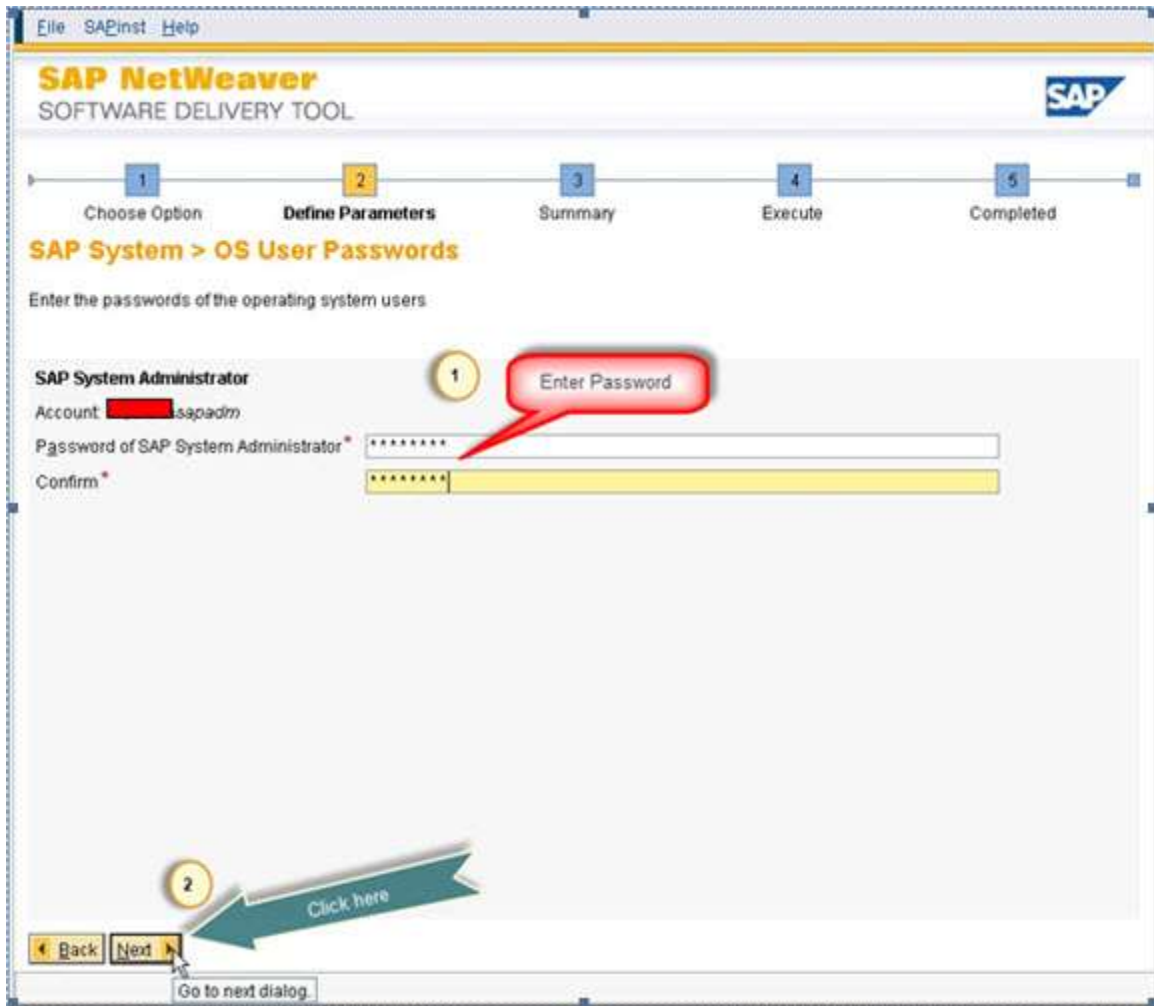 File SAPinst Help
SAP NetWeaver
SOFTWARE DELIVERY TOOL
SAP
1 2 3 4 5
Choose Option Define Parameters Summary Execute Completed
SAP System > OS User Passwords
Enter the passwords of the operating system users
SAP System Administrator
1
Enter Password
Account: sapadm
Password of SAP System Administrator* ********
Confirm* ********
2
Click here
Back Next
Go to next dialog.